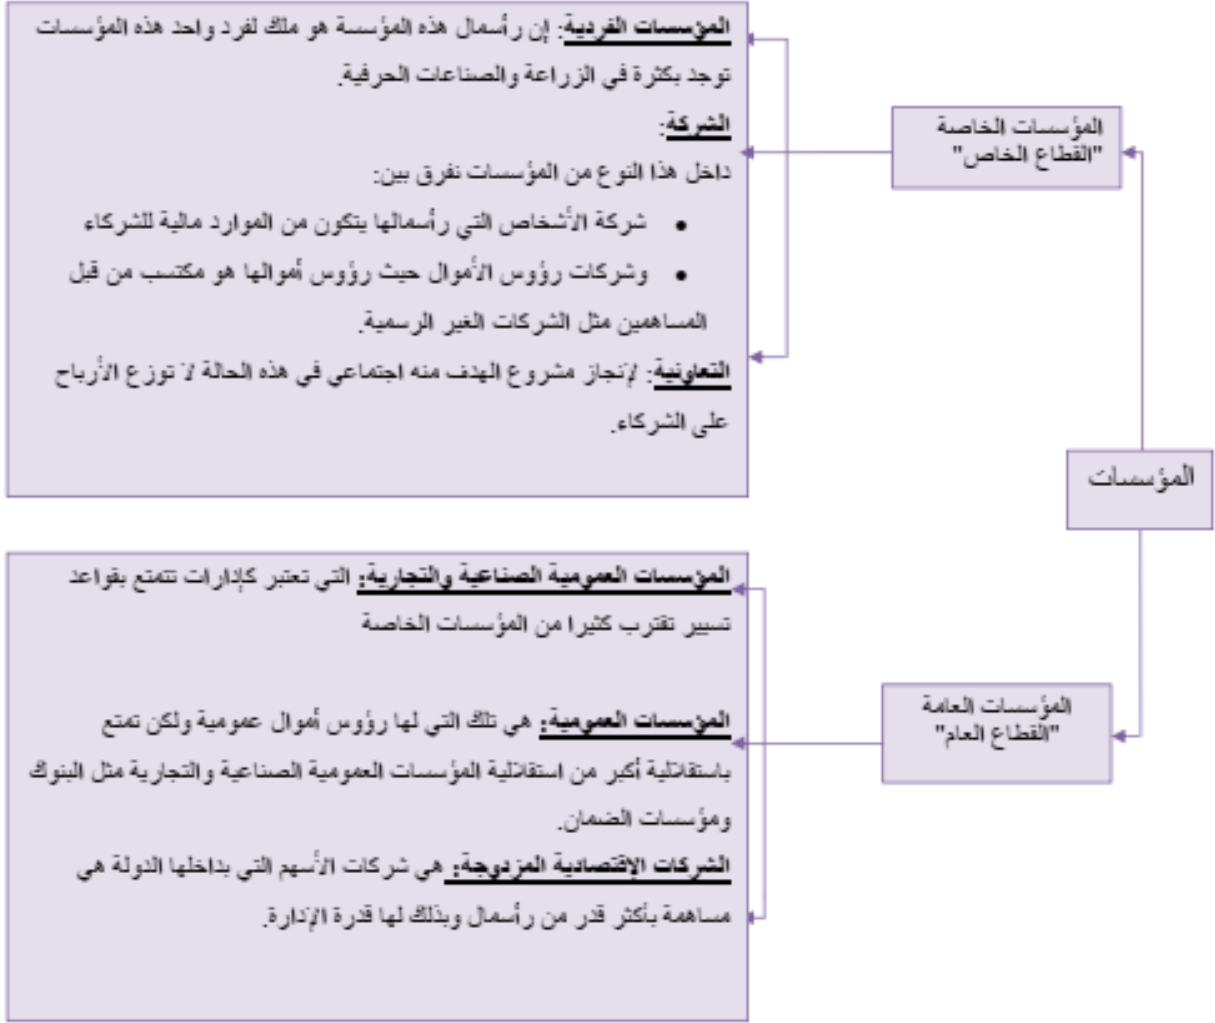 المؤسسات
المؤسسات الخاصة
"القطاع الخاص"
المؤسسات الفردية: إن رأسمال هذه المؤسسة هو ملك لفرد واحد هذه المؤسسات
توجد بكثرة في الزراعة والصناعات الحرفية.
الشركة:
داخل هذا النوع من المؤسسات نفرق بين:
• شركة الأشخاص التي رأسمالها يتكون من الموارد مالية للشركاء
• وشركات رؤوس الأموال حيث رؤوس أموالها هو مكتسب من قبل
المساهمين مثل الشركات الغير الرسمية.
التعاونية: لإنجاز مشروع الهدف منه اجتماعي في هذه الحالة لا توزع الأرباح
على الشركاء.
المؤسسات العامة
"القطاع العام"
المؤسسات العمومية الصناعية والتجارية: التي تعتبر كإدارات تتمتع بقواعد
تسيير تقترب كثيرا من المؤسسات الخاصة
المؤسسات العمومية: هي تلك التي لها رؤوس أموال عمومية ولكن تمتع
باستقلالية أكبر من استقلالية المؤسسات العمومية الصناعية والتجارية مثل البنوك
ومؤسسات الضمان.
الشركات الإقتصادية المزدوجة: هي شركات الأسهم التي بداخلها الدولة هي
مساهمة بأكثر قدر من رأسمال وبذلك لها قدرة الإدارة.